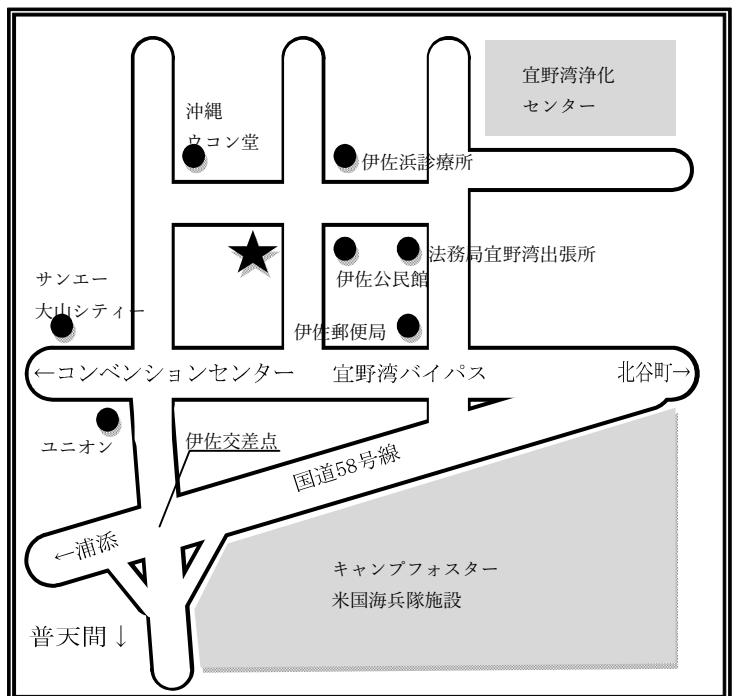 宜野湾浄化
センター
沖縄
ウコン堂
伊佐浜診療所
法務局宜野湾出張所
伊佐公民館
サンエー
大山シティー
伊佐郵便局
←コンベンションセンター
宜野湾バイパス
北谷町→
ユニオン
伊佐交差点
国道58号線
←浦添
キャンプフォスター
米国海兵隊施設
普天間↓